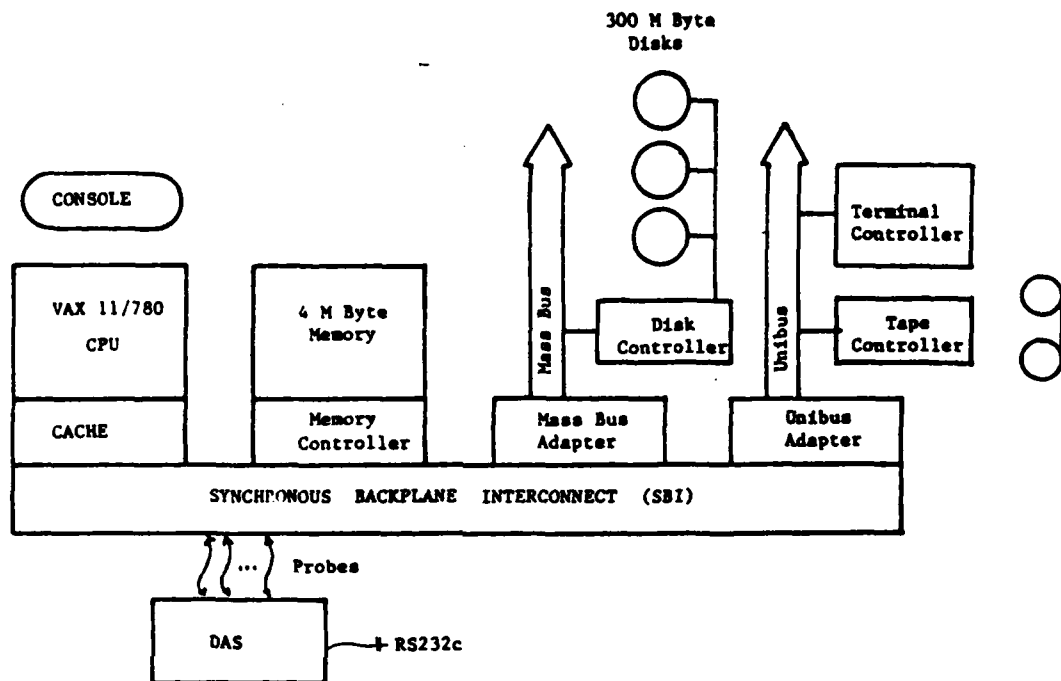 300 M Byte
Disks
CONSOLE
Terminal
Controller
VAX 11/780
CPU
4 M Byte
Memory
Mass Bus
Disk
Controller
Unibus
Tape
Controller
CACHE
Memory
Controller
Mass Bus
Adapter
Unibus
Adapter
SYNCHRONOUS BACKPLANE INTERCONNECT (SBI)
... Probes
DAS
RS232c